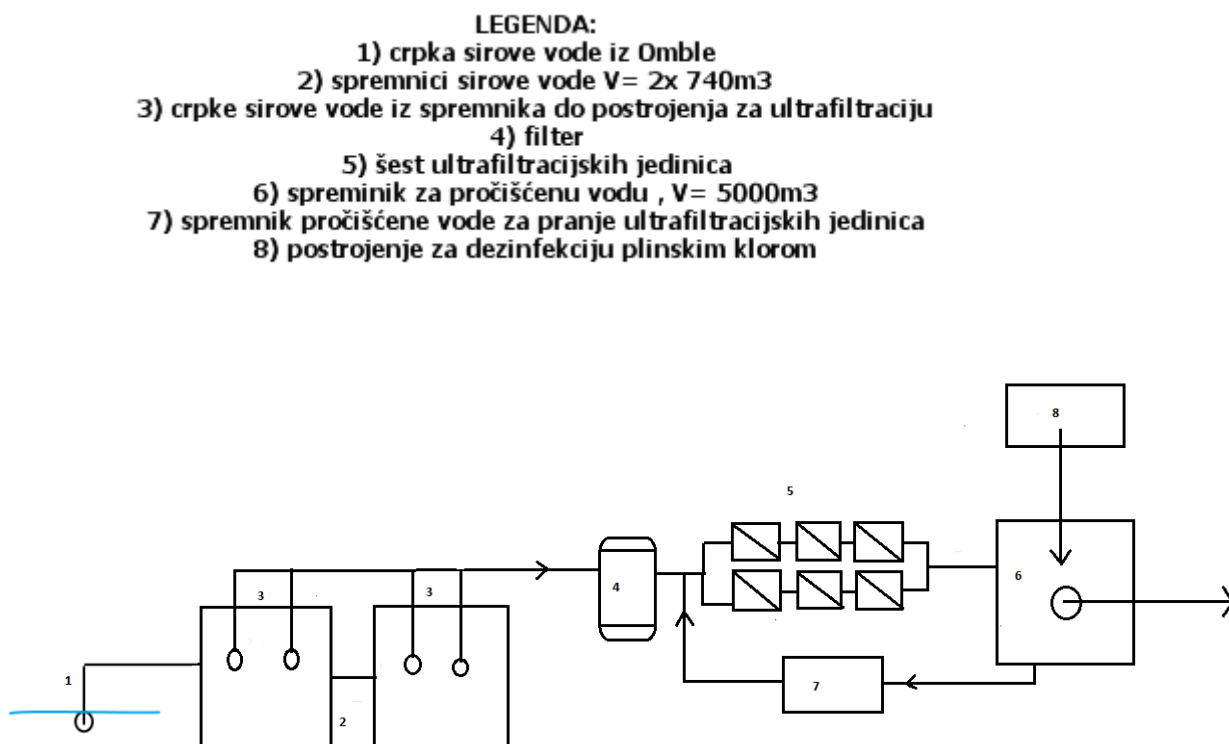 LEGENDA:
1) crpka sirove vode iz Omble
2) spremnici sirove vode V= 2x 740m3
3) crpke sirove vode iz spremnika do postrojenja za ultrafiltraciju
4) filter
5) šest ultrafiltracijskih jedinica
6) spreminik za pročišćenu vodu , V= 5000m3
7) spremnik pročišćene vode za pranje ultrafiltracijskih jedinica
8) postrojenje za dezinfekciju plinskim klorom
8
5
4
6
3
3
1
7
2